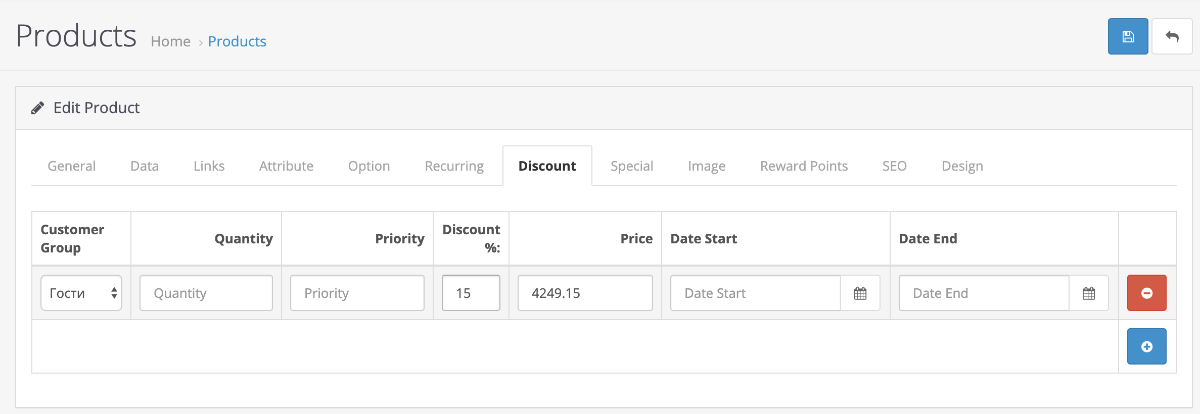 Products Home › Products
Edit Product
General Data Links Attribute Option Recurring Discount Special Image Reward Points SEO Design
Customer Group Quantity Priority Discount %: Price Date Start Date End
Гости Quantity Priority 15 4249.15 Date Start Date End